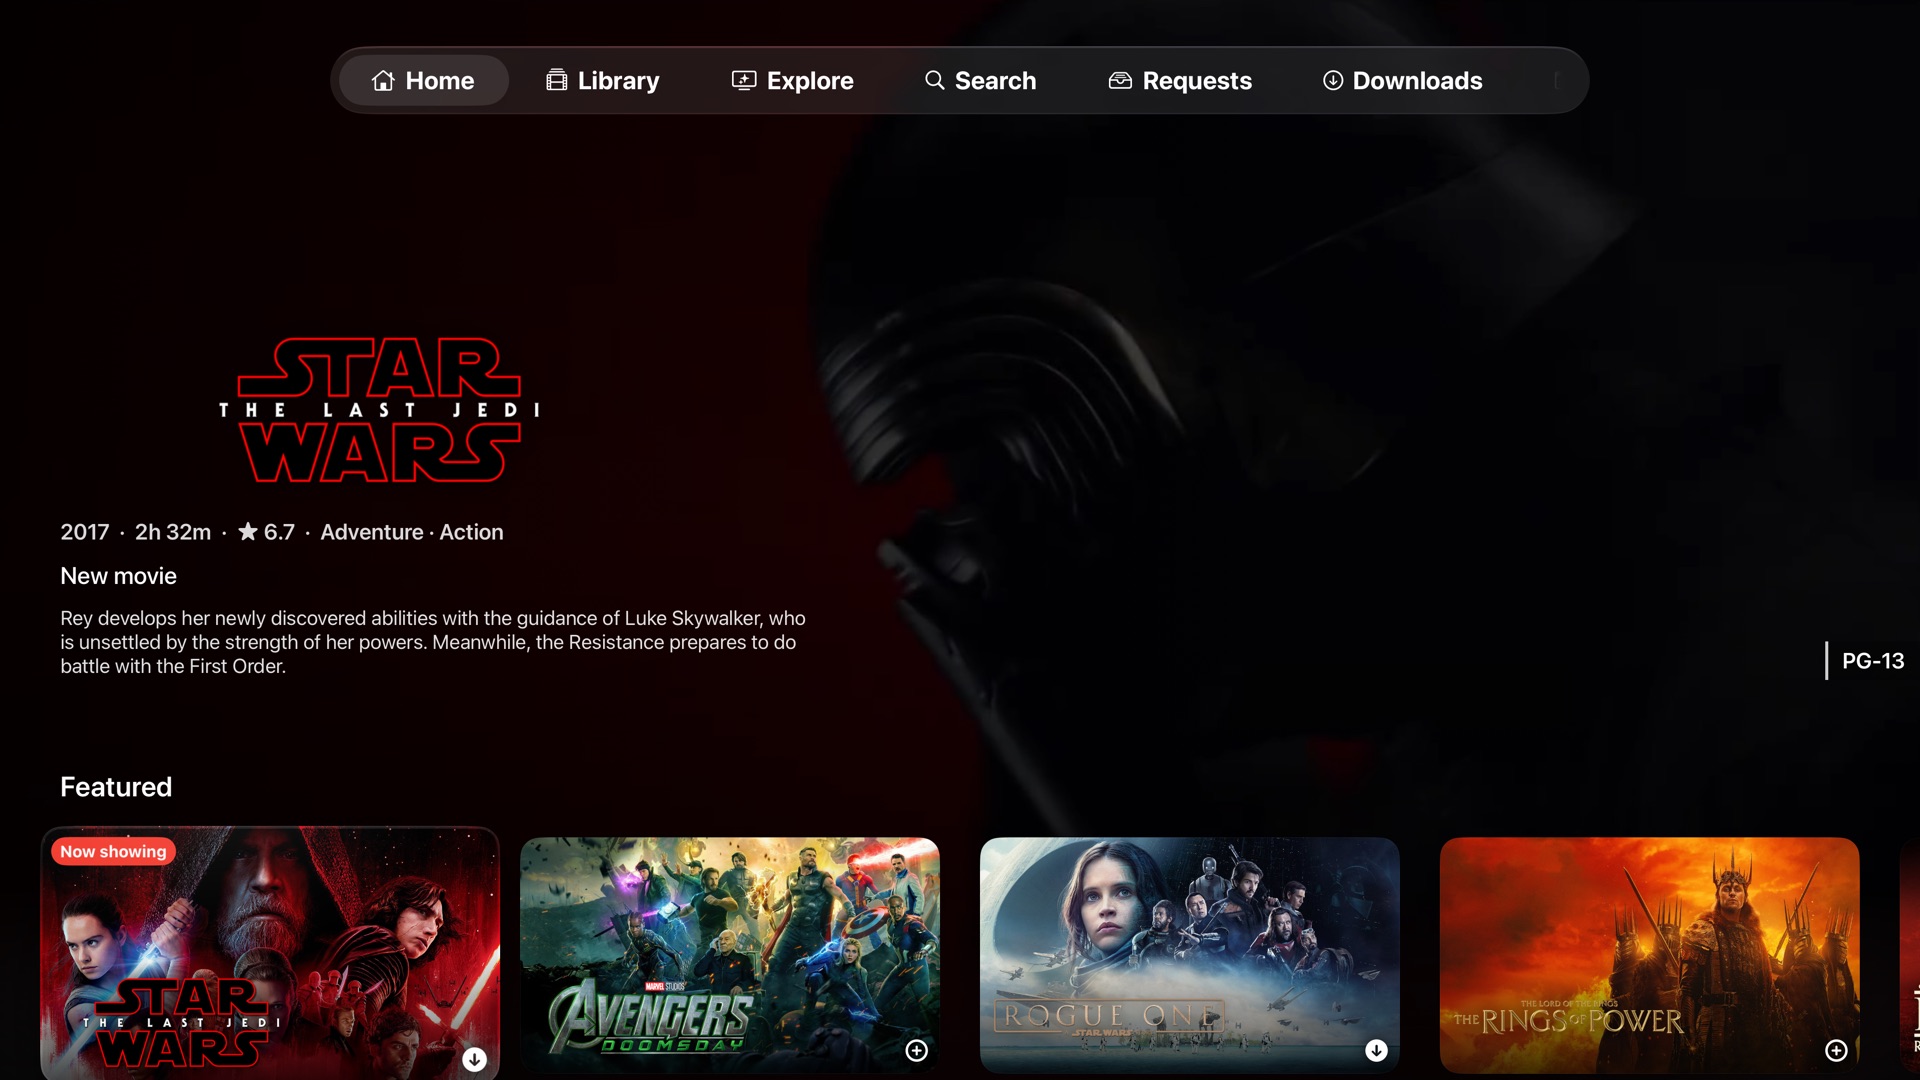 Home
Library
Explore
Search
Requests
Downloads
STAR
THE LAST JEDI
WARS
2017 · 2h 32m · ★ 6.7 · Adventure · Action
New movie
Rey develops her newly discovered abilities with the guidance of Luke Skywalker, who
is unsettled by the strength of her powers. Meanwhile, the Resistance prepares to do
battle with the First Order.
PG-13
Featured
Now showing
STAR
THE LAST JEDI
WARS
MARVEL STUDIOS
AVENGERS
DOOMSDAY
ROGUE ONE
STAR WARS
THE LORD OF THE RINGS
THE RINGS OF POWER